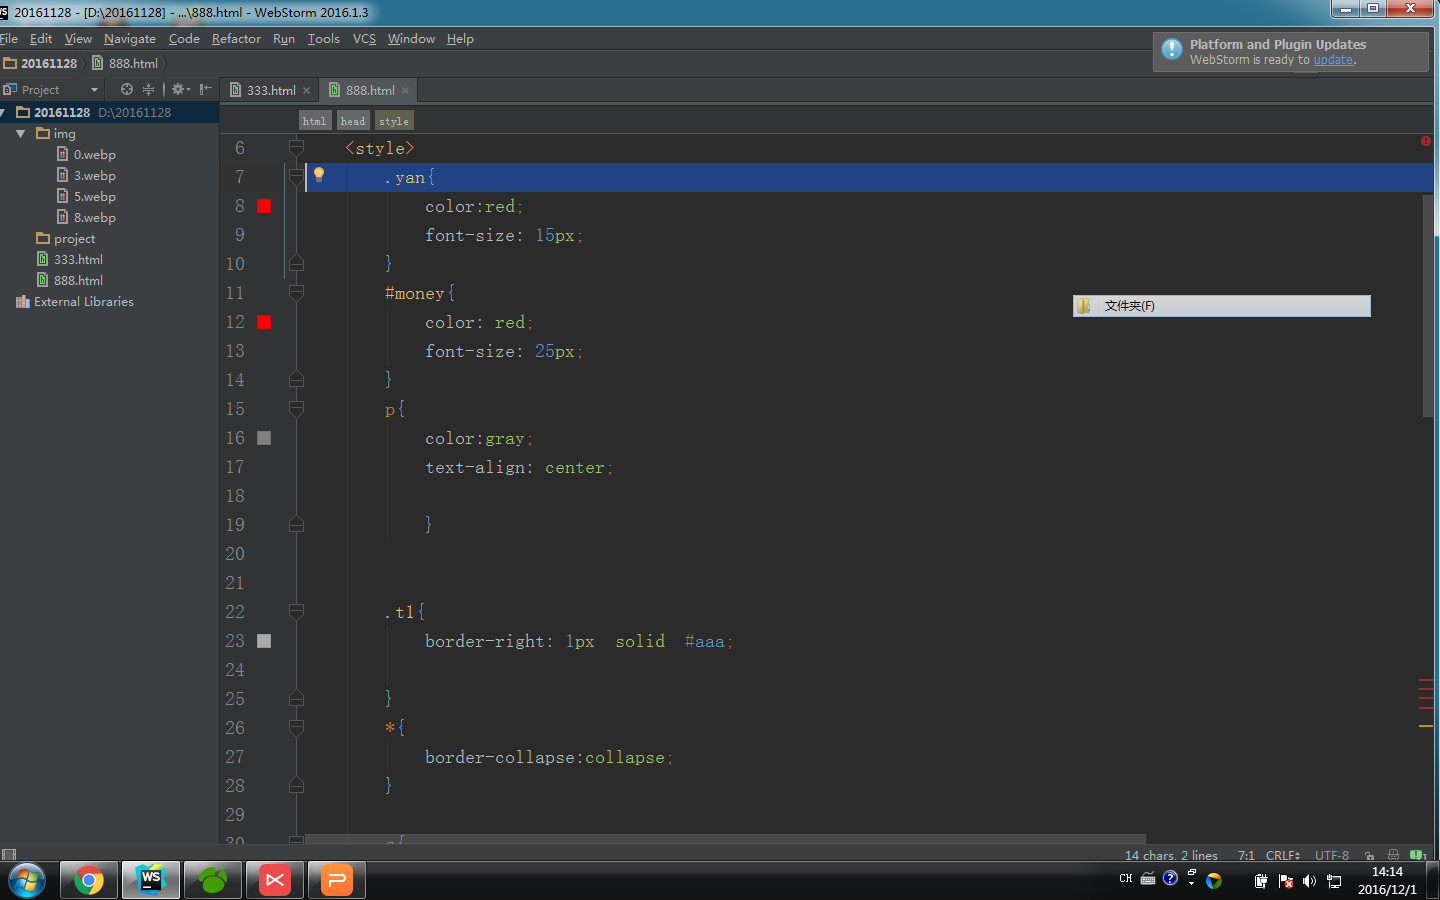 20161128 - [D:\20161128] - ...\888.html - WebStorm 2016.1.3
File Edit View Navigate Code Refactor Run Tools VCS Window Help
20161128 888.html
Platform and Plugin Updates
WebStorm is ready to update.
Project
333.html
888.html
20161128 D:\20161128
img
0.webp
3.webp
5.webp
8.webp
project
333.html
888.html
External Libraries
html head style
6 <style>
7 .yan{
8 color:red;
9 font-size: 15px;
10 }
11 #money{
12 color: red;
13 font-size: 25px;
14 }
15 p{
16 color:gray;
17 text-align: center;
18
19 }
20
21
22 .t1{
23 border-right: 1px solid #aaa;
24
25 }
26 *{
27 border-collapse:collapse;
28 }
29
30
文件夹(F)
14 chars, 2 lines 7:1 CRLF UTF-8
WS
CH
14:14
2016/12/1